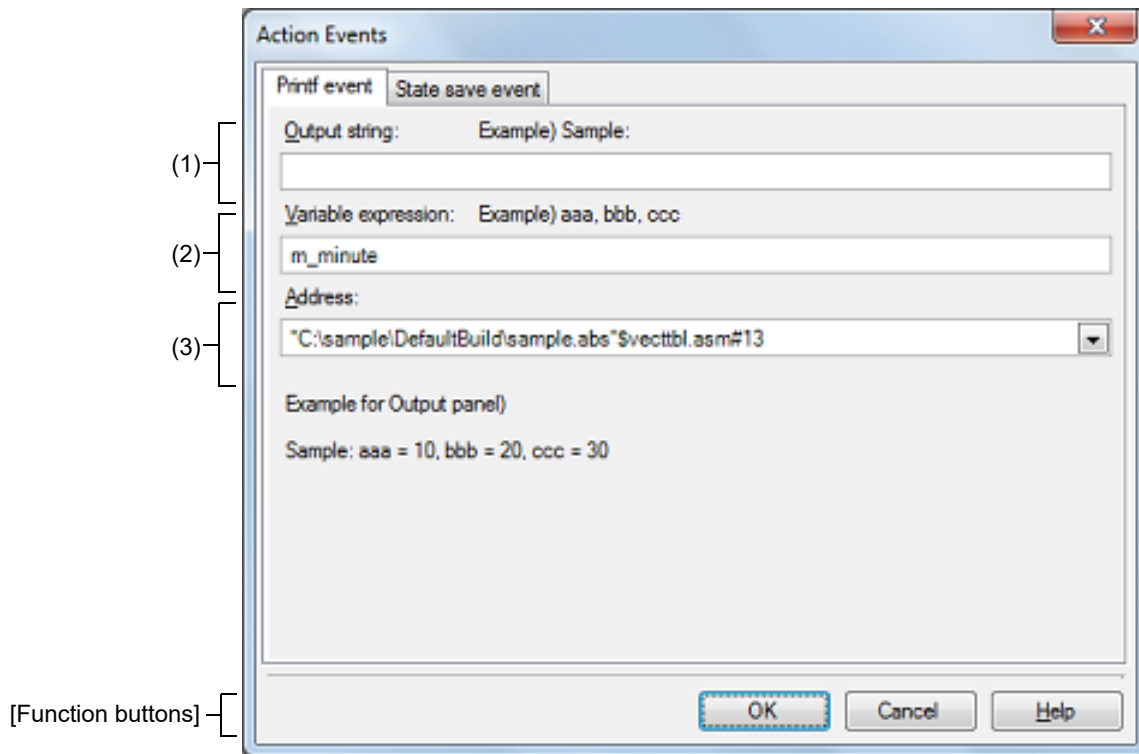 Action Events
Printf event State save event
(1)
Output string: Example) Sample:
(2)
Variable expression: Example) aaa, bbb, ccc
m_minute
(3)
Address:
"C:\sample\DefaultBuild\sample.abs"$vecttbl.asm#13
Example for Output panel)
Sample: aaa = 10, bbb = 20, ccc = 30
[Function buttons]
OK Cancel Help